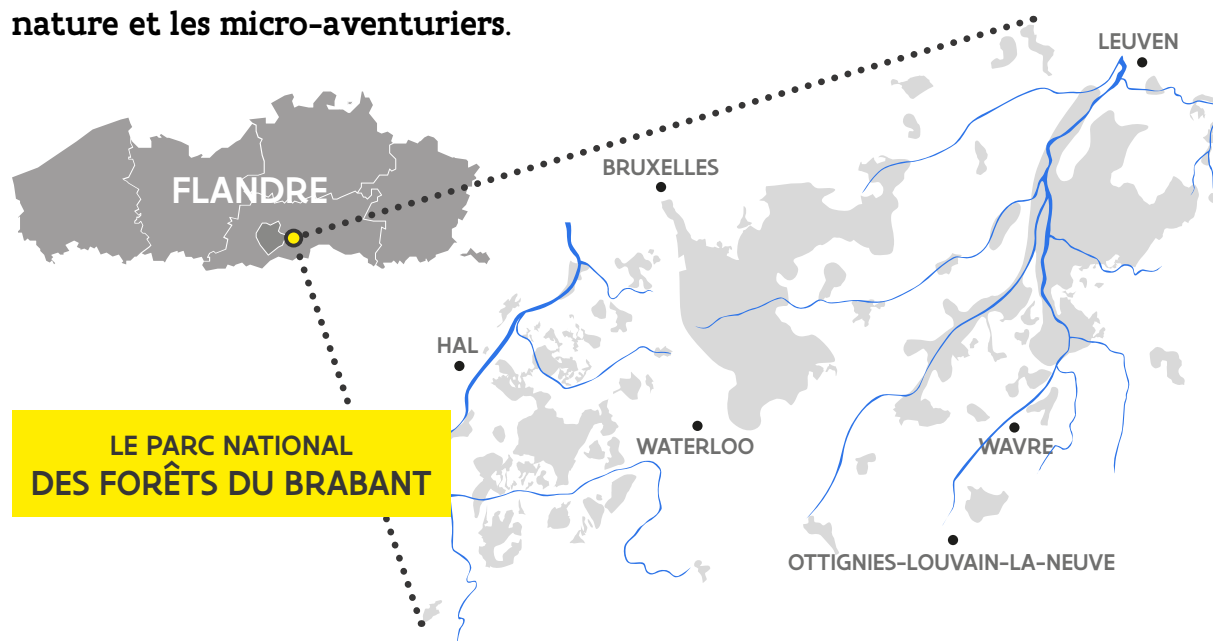 nature et les micro-aventuriers.
LEUVEN
BRUXELLES
FLANDRE
HAL
LE PARC NATIONAL
DES FORÊTS DU BRABANT
WATERLOO
WAVRE
OTTIGNIES-LOUVAIN-LA-NEUVE